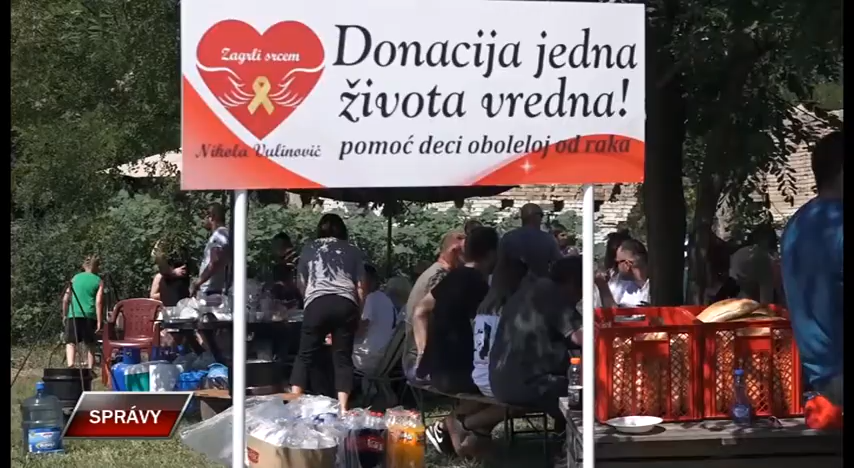 Zagrli srcem
Nikola Vulinović
Donacija jedna
života vredna!
pomoć deci oboleloj od raka
SPRÁVY